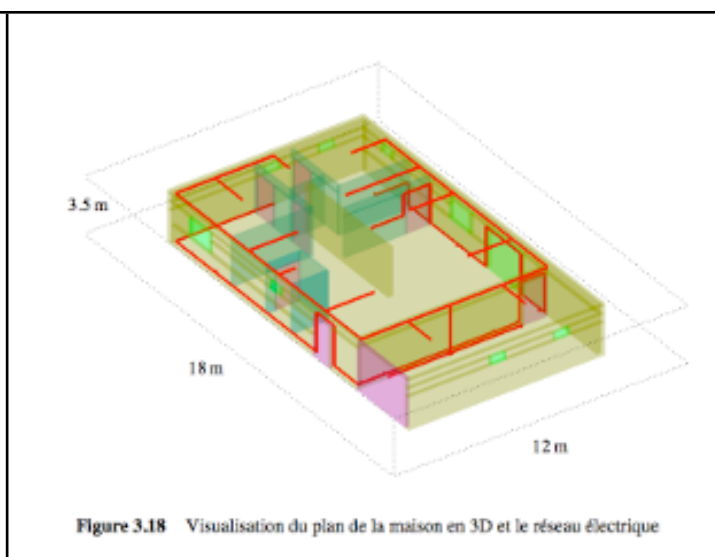 3.5 m
18 m
12 m
Figure 3.18 Visualisation du plan de la maison en 3D et le réseau électrique